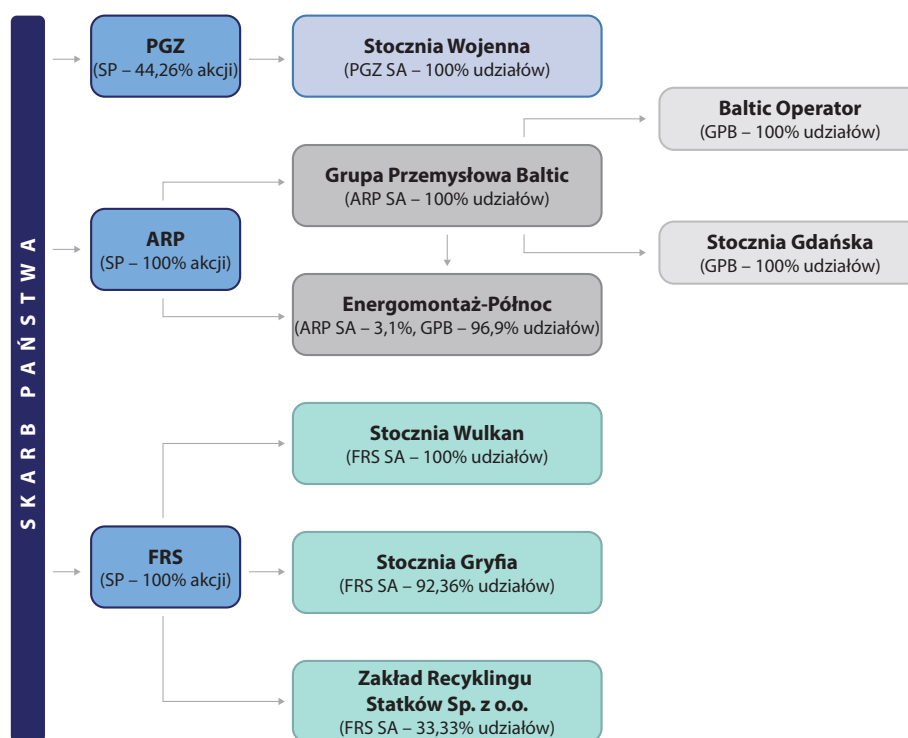 SKARB PAŃSTWA
PGZ
(SP – 44,26% akcji)
Stocznia Wojenna
(PGZ SA – 100% udziałów)
Baltic Operator
(GPB – 100% udziałów)
Grupa Przemysłowa Baltic
(ARP SA – 100% udziałów)
ARP
(SP – 100% akcji)
Stocznia Gdańska
(GPB – 100% udziałów)
Energomontaż-Północ
(ARP SA – 3,1%, GPB – 96,9% udziałów)
Stocznia Wulkan
(FRS SA – 100% udziałów)
FRS
(SP – 100% akcji)
Stocznia Gryfia
(FRS SA – 92,36% udziałów)
Zakład Recyklingu
Statków Sp. z o.o.
(FRS SA – 33,33% udziałów)